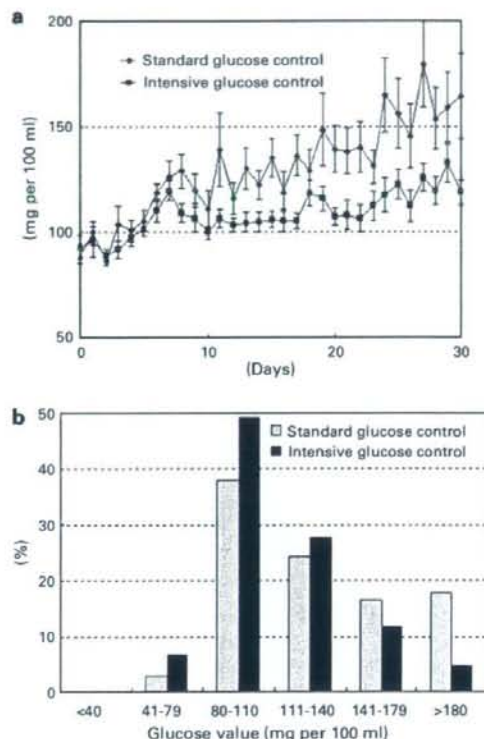 a
200
150
100
50
(mg per 100 ml)
Standard glucose control
Intensive glucose control
0
10
20
30
(Days)
b
50
40
30
20
10
0
(%)
Standard glucose control
Intensive glucose control
<40
41-79
80-110
111-140
141-179
>180
Glucose value (mg per 100 ml)